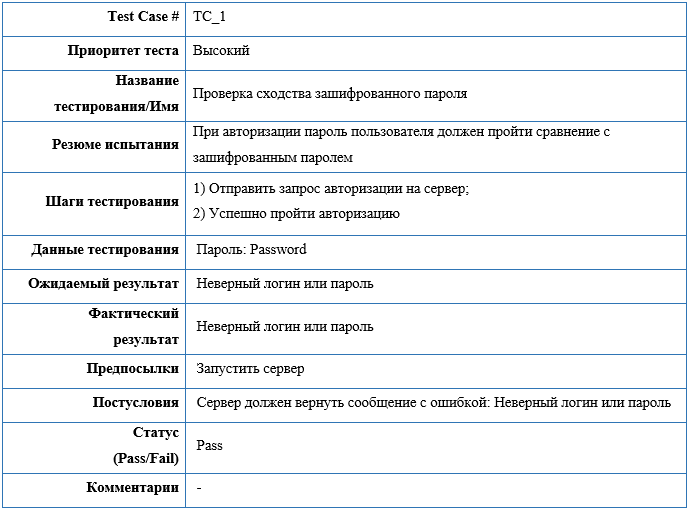 Test Case # TC_1
Приоритет теста Высокий
Название
тестирования/Имя
Проверка сходства зашифрованного пароля
Резюме испытания
При авторизации пароль пользователя должен пройти сравнение с
зашифрованным паролем
Шаги тестирования
1) Отправить запрос авторизации на сервер;
2) Успешно пройти авторизацию
Данные тестирования Пароль: Password
Ожидаемый результат Неверный логин или пароль
Фактический
результат
Неверный логин или пароль
Предпосылки Запустить сервер
Постусловия Сервер должен вернуть сообщение с ошибкой: Неверный логин или пароль
Статус
(Pass/Fail)
Pass
Комментарии -